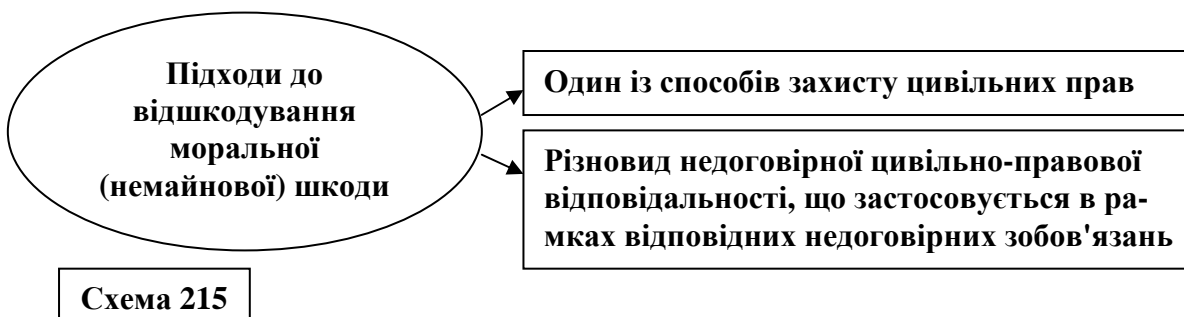 Підходи до
відшкодування
моральної
(немайнової) шкоди
Один із способів захисту цивільних прав
Різновид недоговірної цивільно-правової
відповідальності, що застосовується в ра-
мках відповідних недоговірних зобов'язань
Схема 215